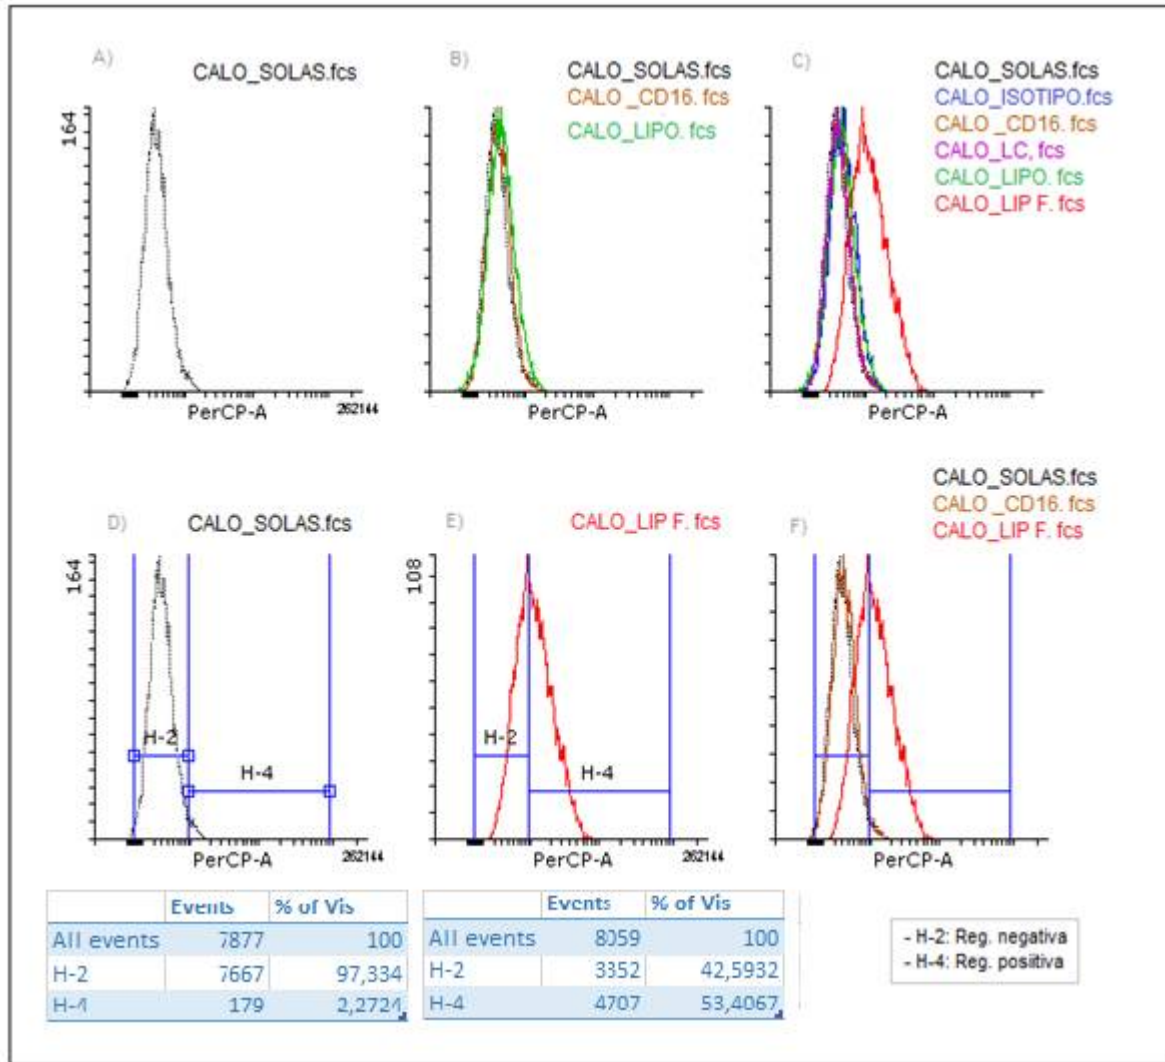 A)
CALO_SOLAS.fcs
164
PerCP-A
262144
B)
CALO_SOLAS.fcs
CALO _CD16. fcs
CALO_LIPO. fcs
PerCP-A
C)
CALO_SOLAS.fcs
CALO_ISOTIPO.fcs
CALO _CD16. fcs
CALO_LC, fcs
CALO_LIPO. fcs
CALO_LIP F. fcs
PerCP-A
D)
CALO_SOLAS.fcs
164
H-2
H-4
PerCP-A
262144
E)
CALO_LIP F. fcs
108
H-2
H-4
PerCP-A
262144
F)
CALO_SOLAS.fcs
CALO _CD16. fcs
CALO_LIP F. fcs
PerCP-A
Events % of Vis
All events 7877 100
H-2 7667 97,334
H-4 179 2,2724
Events % of Vis
All events 8059 100
H-2 3352 42,5932
H-4 4707 53,4067
- H-2: Reg. negativa
- H-4: Reg. posiitiva